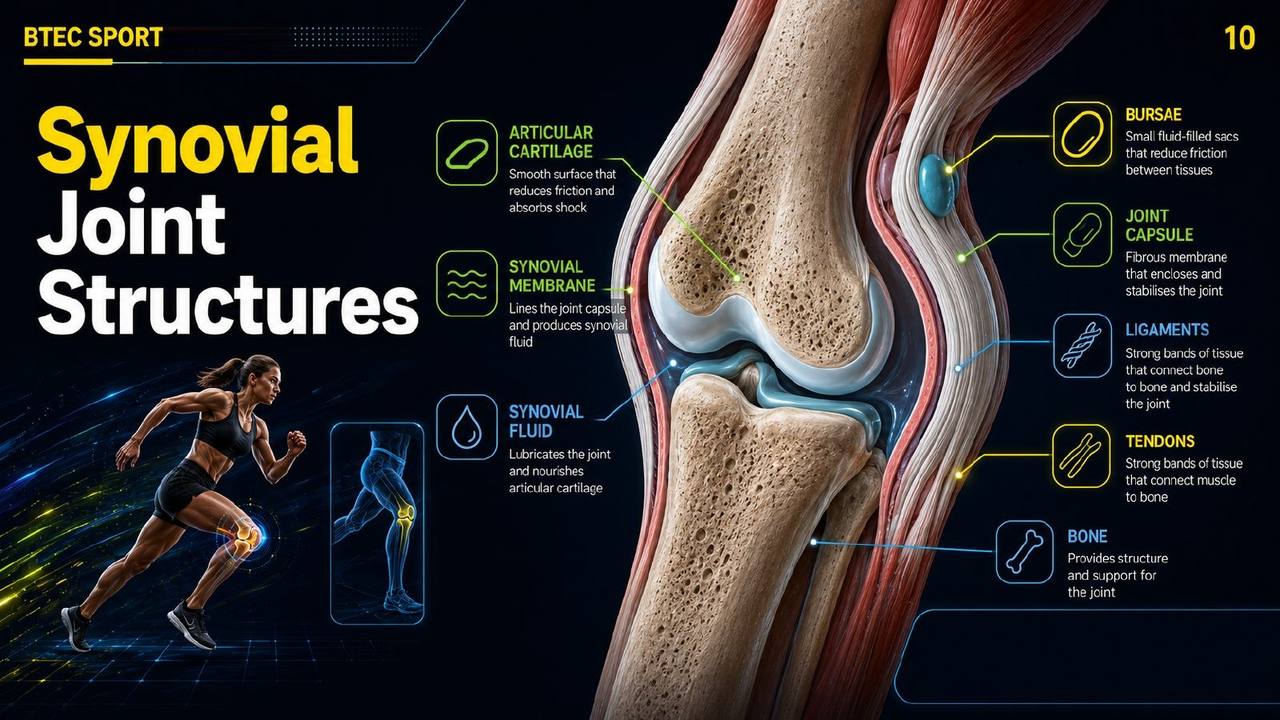 BTEC SPORT
10
Synovial
Joint
Structures
ARTICULAR
CARTILAGE
Smooth surface that
reduces friction and
absorbs shock
SYNOVIAL
MEMBRANE
Lines the joint capsule
and produces synovial
fluid
SYNOVIAL
FLUID
Lubricates the joint
and nourishes
articular cartilage
BURSAE
Small fluid-filled sacs
that reduce friction
between tissues
JOINT
CAPSULE
Fibrous membrane
that encloses and
stabilises the joint
LIGAMENTS
Strong bands of tissue
that connect bone
to bone and stabilise
the joint
TENDONS
Strong bands of tissue
that connect muscle
to bone
BONE
Provides structure
and support for
the joint